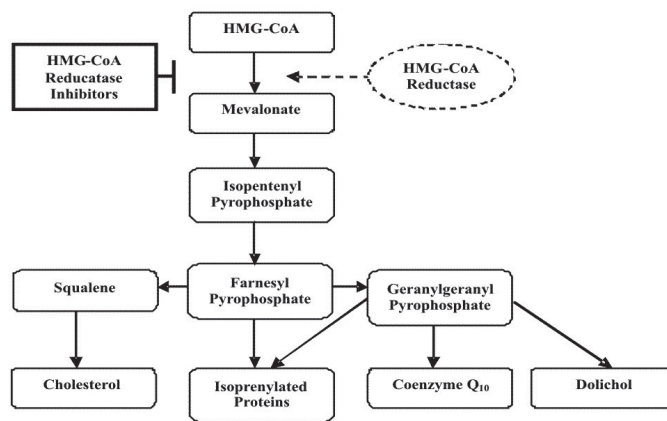 HMG-CoA
HMG-CoA
Reducatase
Inhibitors
HMG-CoA
Reductase
Mevalonate
Isopentenyl
Pyrophosphate
Squalene
Farnesyl
Pyrophosphate
Geranylgeranyl
Pyrophosphate
Cholesterol
Isoprenylated
Proteins
Coenzyme Q₁₀
Dolichol